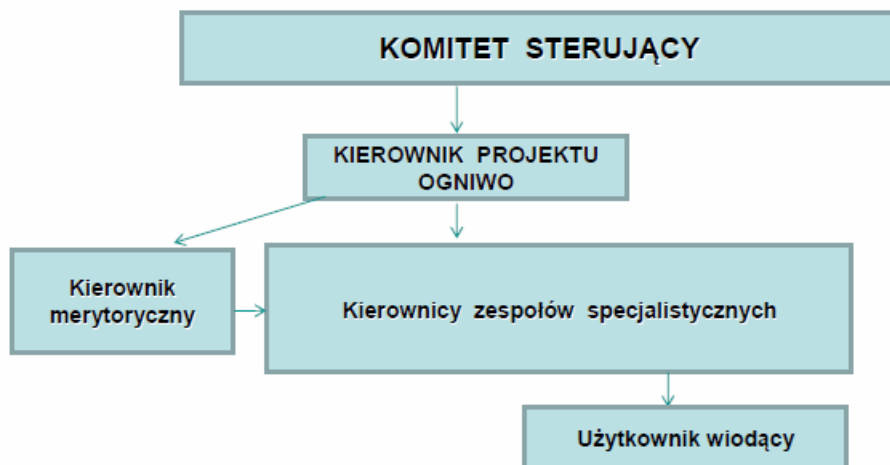 KOMITET STERUJĄCY
KIEROWNIK PROJEKTU
OGNIWO
Kierownik
merytoryczny
Kierownicy zespołów specjalistycznych
Użytkownik wiodący